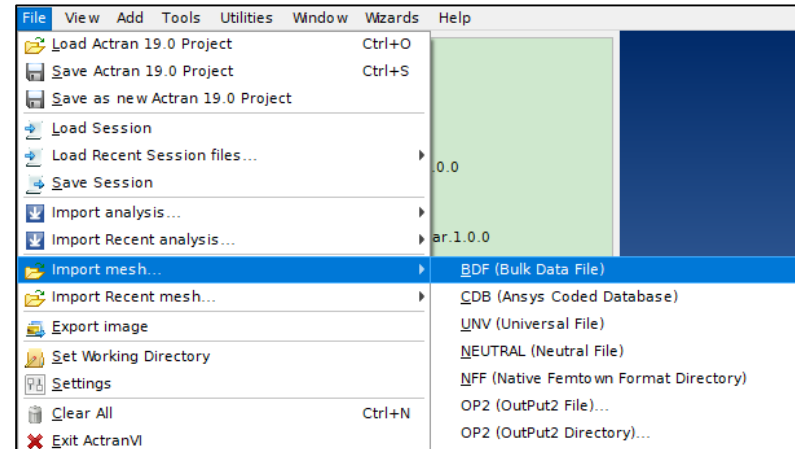 File View Add Tools Utilities Window Wizards Help
Load Actran 19.0 Project Ctrl+O
Save Actran 19.0 Project Ctrl+S
Save as new Actran 19.0 Project
Load Session
Load Recent Session files...
.0.0
Save Session
Import analysis...
Import Recent analysis...
ar.1.0.0
Import mesh...
BDF (Bulk Data File)
Import Recent mesh...
CDB (Ansys Coded Database)
Export image
UNV (Universal File)
Set Working Directory
NEUTRAL (Neutral File)
Settings
NFF (Native Femtown Format Directory)
Clear All Ctrl+N
OP2 (OutPut2 File)...
Exit ActranVI
OP2 (OutPut2 Directory)...